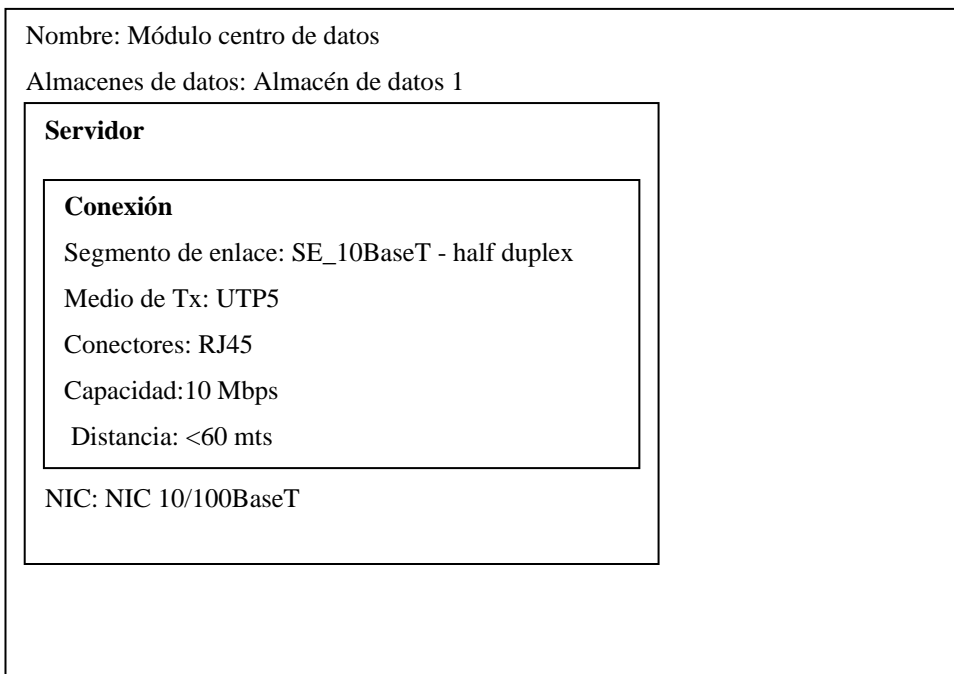 Nombre: Módulo centro de datos
Almacenes de datos: Almacén de datos 1
Servidor
Conexión
Segmento de enlace: SE_10BaseT - half duplex
Medio de Tx: UTP5
Conectores: RJ45
Capacidad:10 Mbps
Distancia: <60 mts
NIC: NIC 10/100BaseT